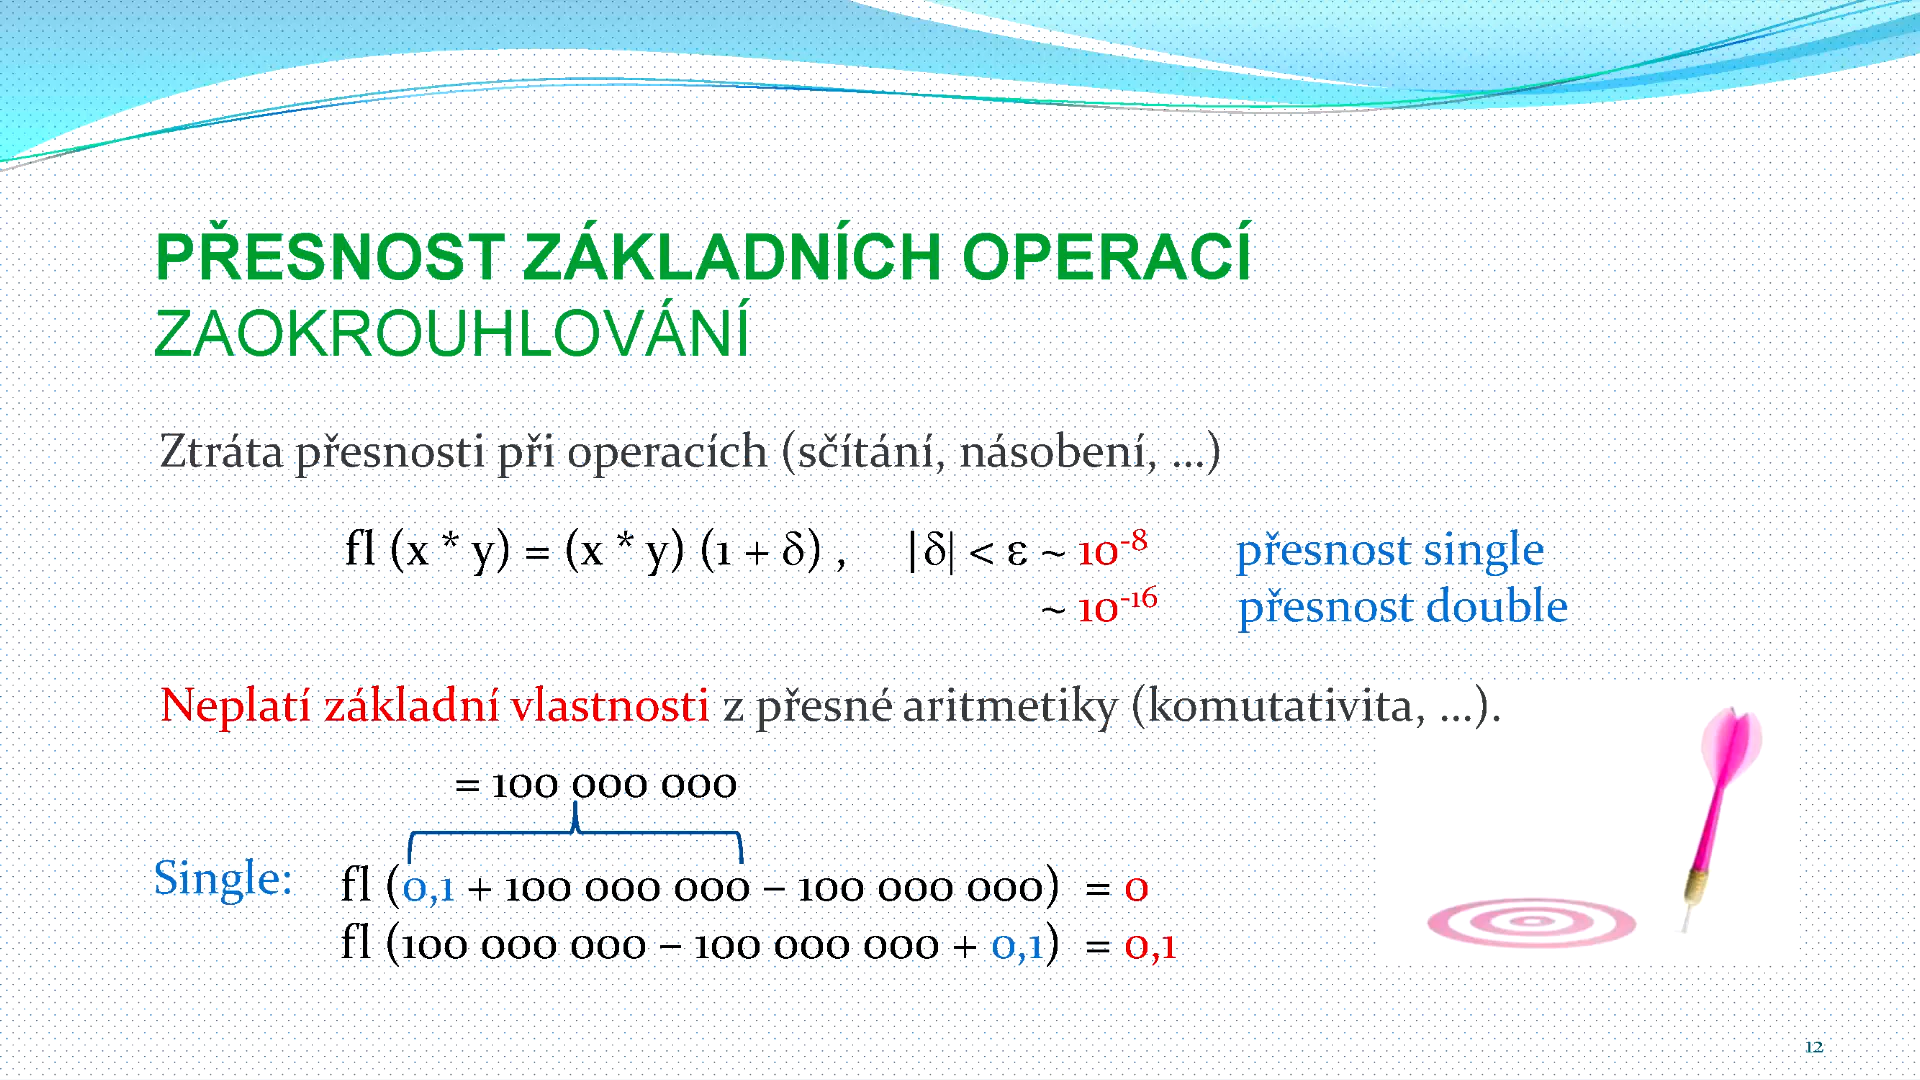 PŘESNOST ZÁKLADNÍCH OPERACÍ
ZAOKROUHLOVÁNÍ
Ztráta přesnosti při operacích (sčítání, násobení, ...)
fl (x * y) = (x * y) (1 + δ) , |δ| < ε ~ 10⁻⁸ přesnost single
~ 10⁻¹⁶ přesnost double
Neplatí základní vlastnosti z přesné aritmetiky (komutativita, ...).
= 100 000 000
Single: fl (0,1 + 100 000 000 – 100 000 000) = 0
fl (100 000 000 – 100 000 000 + 0,1) = 0,1
12